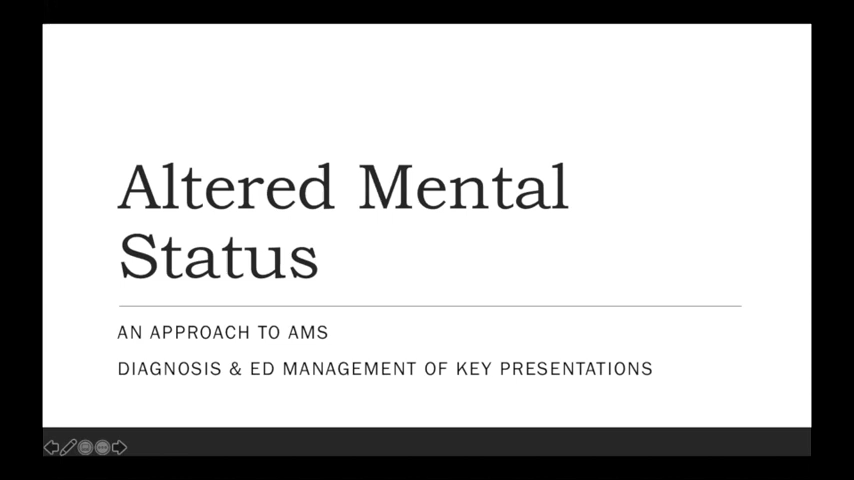 Altered Mental
Status
AN APPROACH TO AMS
DIAGNOSIS & ED MANAGEMENT OF KEY PRESENTATIONS